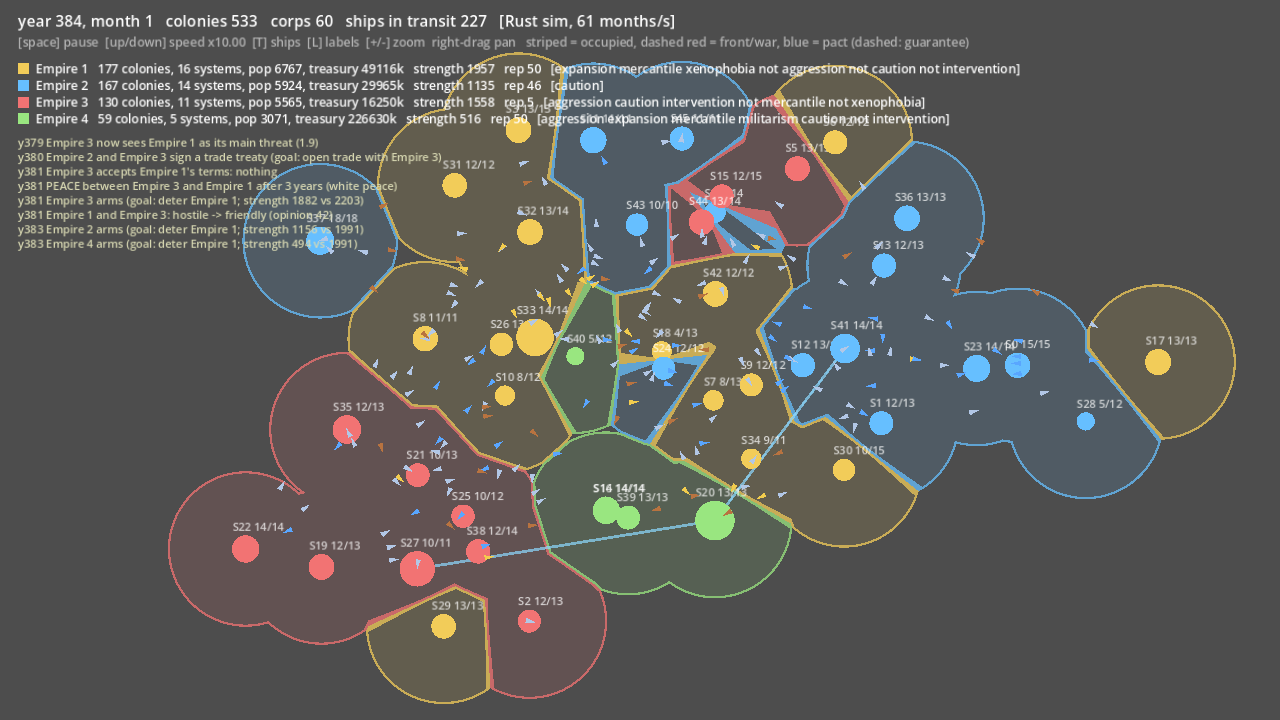 year 384, month 1   colonies 533   corps 60   ships in transit 227   [Rust sim, 61 months/s]
[space] pause  [up/down] speed x10.00  [T] ships  [L] labels  [+/-] zoom  right-drag pan   striped = occupied, dashed red = front/war, blue = pact (dashed: guarantee)
Empire 1   177 colonies, 16 systems, pop 6767, treasury 49116k   strength 1957   rep 50   [expansion mercantile xenophobia not aggression not caution not intervention]
Empire 2   167 colonies, 14 systems, pop 5924, treasury 29965k   strength 1135   rep 46   [caution]
Empire 3   130 colonies, 11 systems, pop 5565, treasury 16250k   strength 1558   rep 5   [aggression caution intervention not mercantile not xenophobia]
Empire 4   59 colonies, 5 systems, pop 3071, treasury 226630k   strength 516   rep 50   [aggression expansion mercantile militarism caution not intervention]
y379 Empire 3 now sees Empire 1 as its main threat (1.9)
y380 Empire 2 and Empire 3 sign a trade treaty (goal: open trade with Empire 3)
y381 Empire 3 accepts Empire 1's terms: nothing
y381 PEACE between Empire 3 and Empire 1 after 3 years (white peace)
y381 Empire 3 arms (goal: deter Empire 1; strength 1882 vs 2203)
y381 Empire 1 and Empire 3: hostile -> friendly (opinion 42)
y383 Empire 2 arms (goal: deter Empire 1; strength 1156 vs 1991)
y383 Empire 4 arms (goal: deter Empire 1; strength 494 vs 1991)
S5
S31 12/12
S15 12/15
S44 13/14
S36 13/13
S32 13/14
S43 10/10
S13 12/13
S42 12/12
S8 11/11
S26
S33 14/14
S40 5/12
S18 4/13
S24 12/12
S12
S41 14/14
S23
15/15
S17 13/13
S10 8/12
S7 8/13
S9 12/12
S1 12/13
S28 5/12
S35 12/13
S21 10/13
S34 9/11
S30 10/15
S25 10/12
S14 14/14
S39 13/13
S20
S22 14/14
S19 12/13
S27 10/11
S38 12/14
S29 13/13
S2 12/13